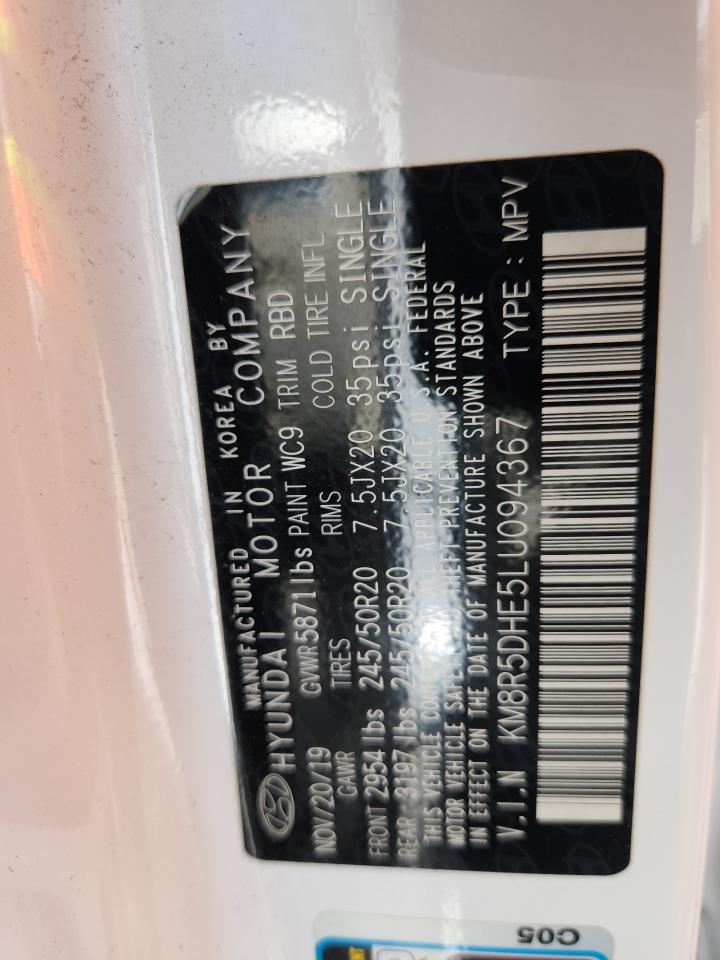 MANUFACTURED IN KOREA BY
HYUNDAI MOTOR COMPANY
NOV/20/19 GVWR5871lbs PAINT WC9 TRIM RBD
GAWR TIRES RIMS COLD TIRE INFL
FRONT 2954 lbs 245/50R20 7.5JX20 35psi SINGLE
REAR 3197 lbs 245/50R20 7.5JX20 35psi SINGLE
THIS VEHICLE CONFORMS TO ALL APPLICABLE U.S.A. FEDERAL
MOTOR VEHICLE SAFETY AND THEFT PREVENTION STANDARDS
IN EFFECT ON THE DATE OF MANUFACTURE SHOWN ABOVE
V.I.N KM8R5DHE5LU094367 TYPE : MPV
C05